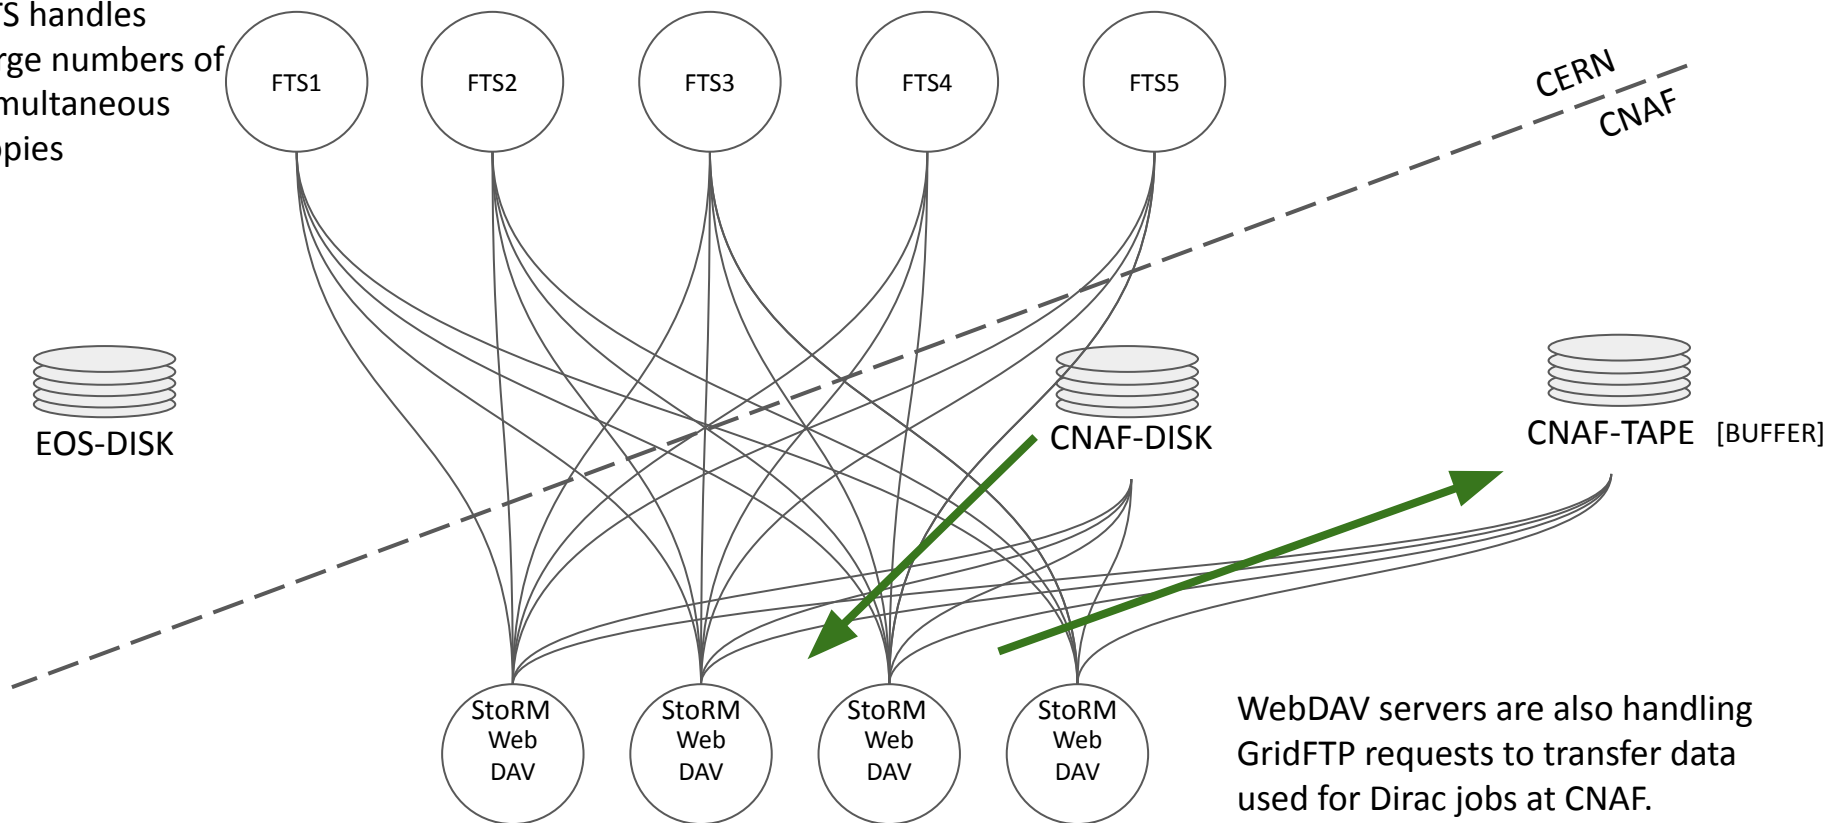 TS handles
rge numbers of
multaneous
opies
FTS1
FTS2
FTS3
FTS4
FTS5
CERN
CNAF
EOS-DISK
CNAF-DISK
CNAF-TAPE [BUFFER]
StoRM
Web
DAV
StoRM
Web
DAV
StoRM
Web
DAV
StoRM
Web
DAV
WebDAV servers are also handling
GridFTP requests to transfer data
used for Dirac jobs at CNAF.